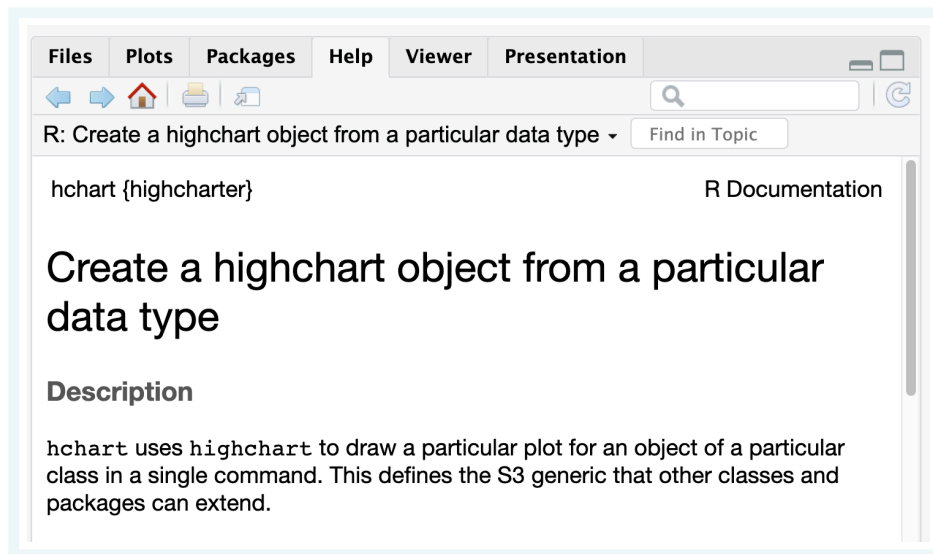 Files Plots Packages Help Viewer Presentation
R: Create a highchart object from a particular data type Find in Topic
hchart {highcharter} R Documentation
Create a highchart object from a particular
data type
Description
hchart uses highchart to draw a particular plot for an object of a particular
class in a single command. This defines the S3 generic that other classes and
packages can extend.